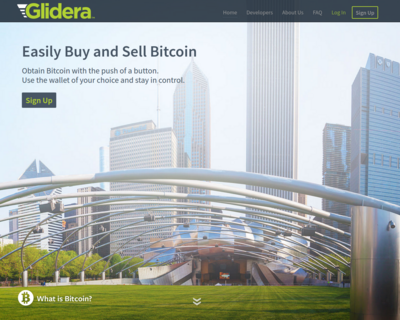 Glidera
Home Developers About Us FAQ Log In Sign Up
Easily Buy and Sell Bitcoin
Obtain Bitcoin with the push of a button.
Use the wallet of your choice and stay in control.
Sign Up
What is Bitcoin?